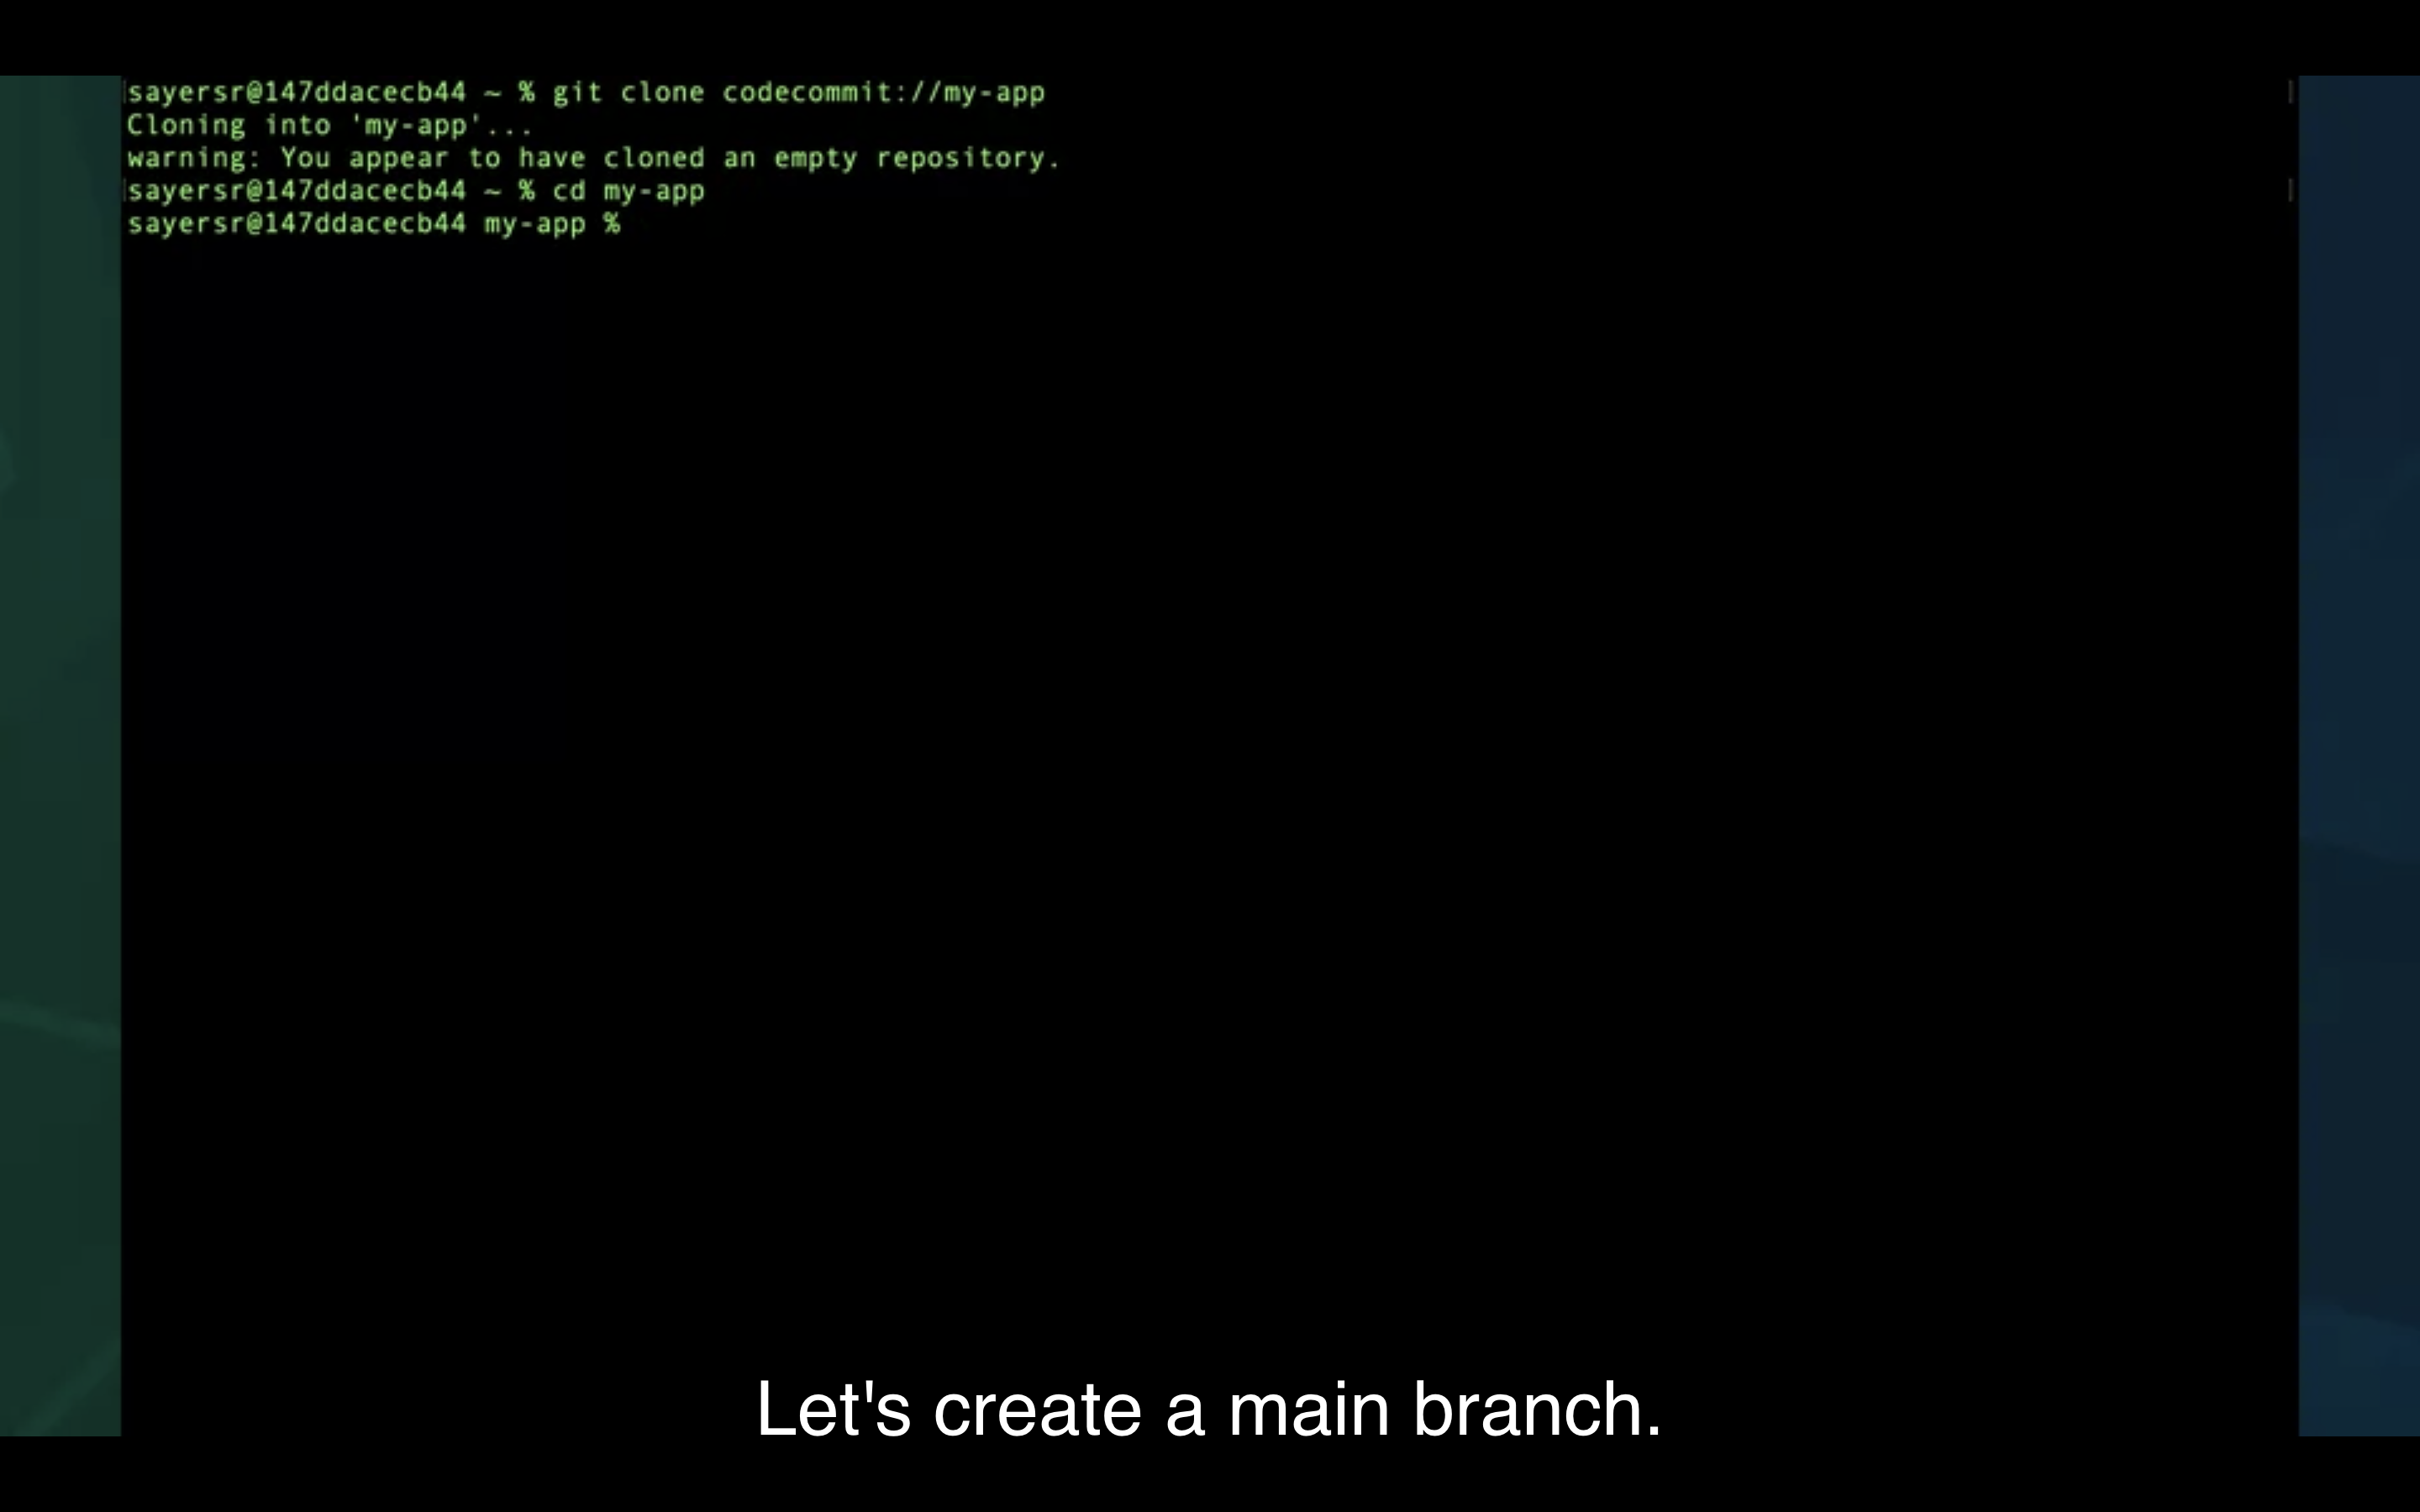 sayersr@147ddacecb44 ~ % git clone codecommit://my-app
Cloning into 'my-app'...
warning: You appear to have cloned an empty repository.
sayersr@147ddacecb44 ~ % cd my-app
sayersr@147ddacecb44 my-app %
Let's create a main branch.